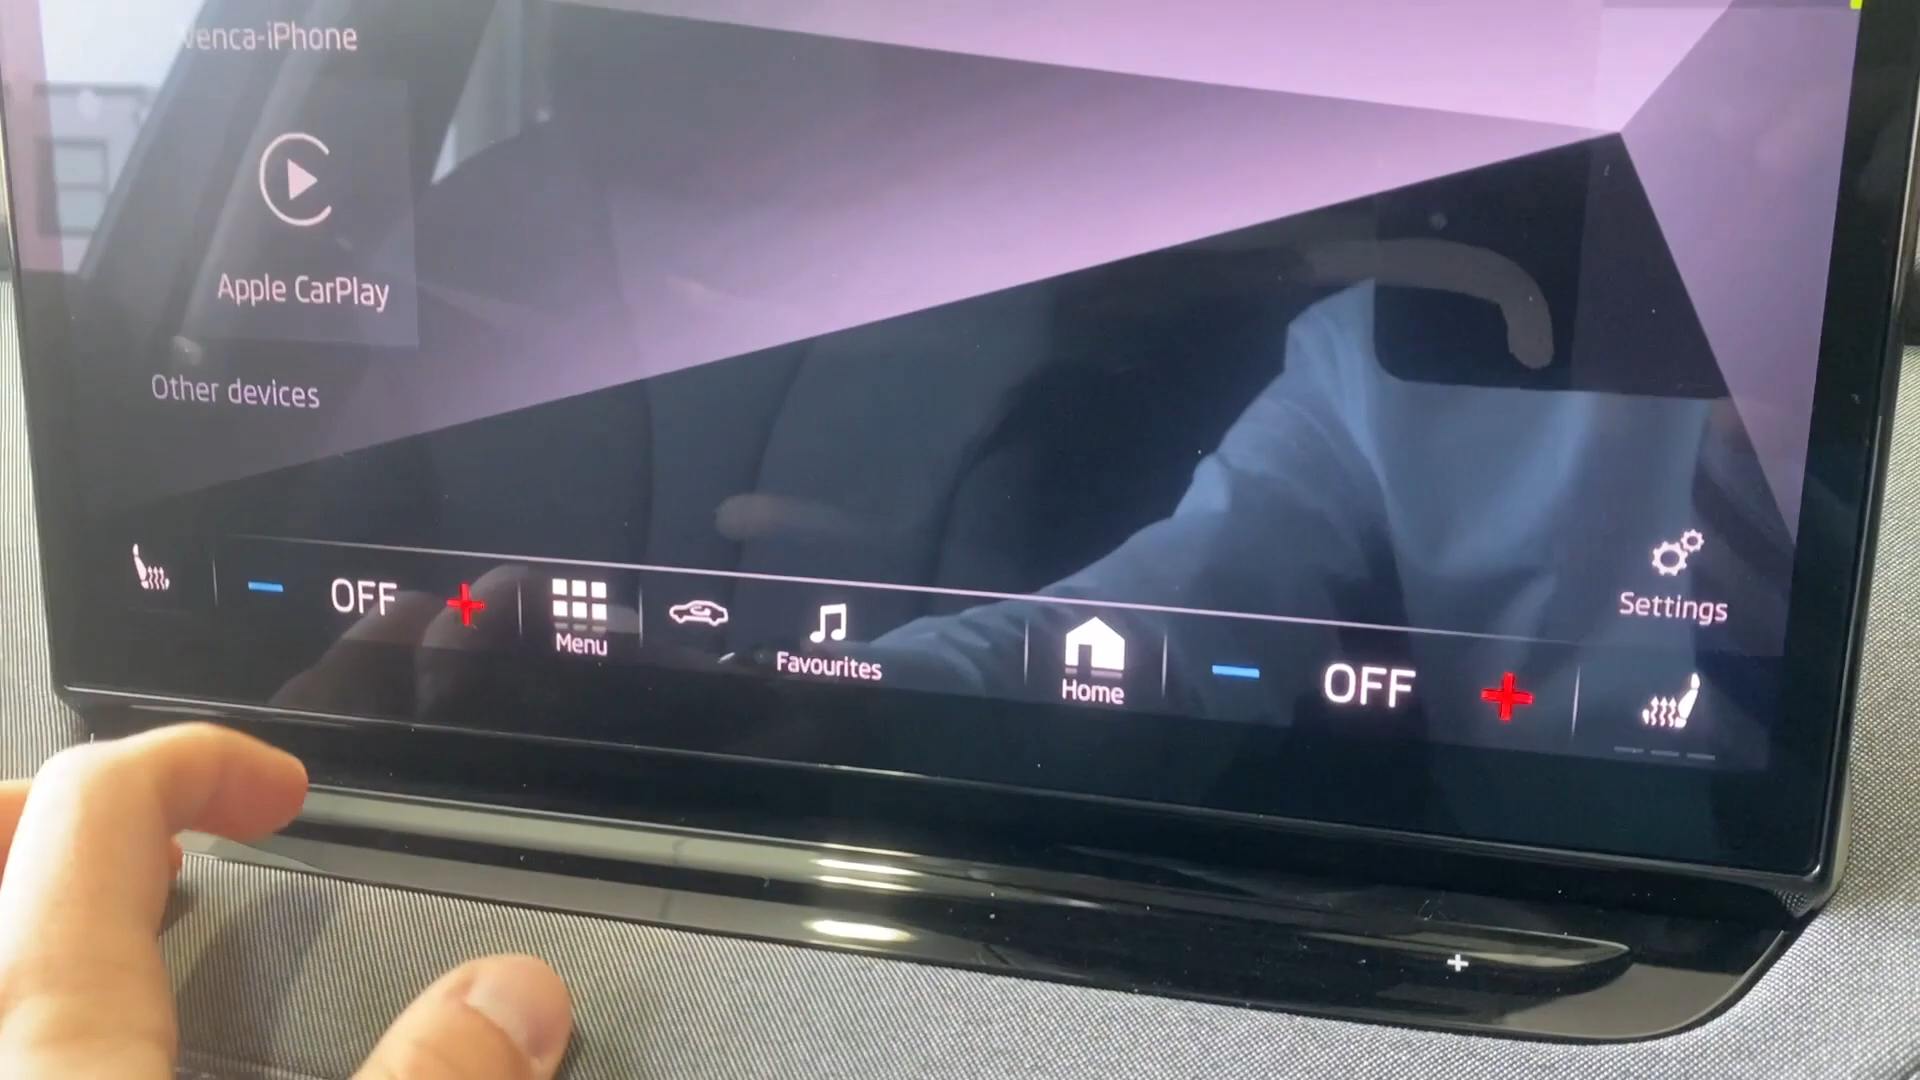 venca-iPhone
Apple CarPlay
Other devices
Settings
OFF
Menu
Favourites
Home
OFF